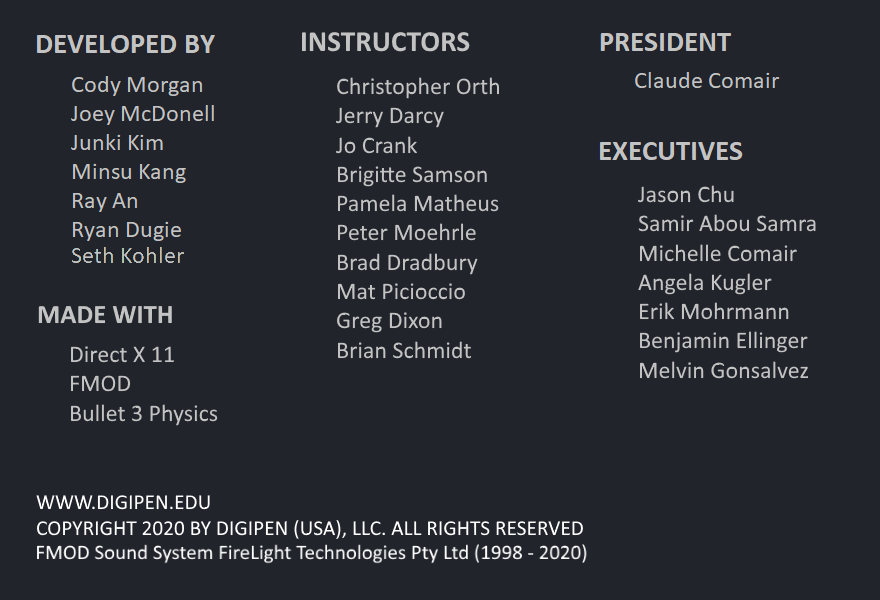 DEVELOPED BY
Cody Morgan
Joey McDonell
Junki Kim
Minsu Kang
Ray An
Ryan Dugie
Seth Kohler
MADE WITH
Direct X 11
FMOD
Bullet 3 Physics
INSTRUCTORS
Christopher Orth
Jerry Darcy
Jo Crank
Brigitte Samson
Pamela Matheus
Peter Moehrle
Brad Dradbury
Mat Picioccio
Greg Dixon
Brian Schmidt
PRESIDENT
Claude Comair
EXECUTIVES
Jason Chu
Samir Abou Samra
Michelle Comair
Angela Kugler
Erik Mohrmann
Benjamin Ellinger
Melvin Gonsalvez
WWW.DIGIPEN.EDU
COPYRIGHT 2020 BY DIGIPEN (USA), LLC. ALL RIGHTS RESERVED
FMOD Sound System FireLight Technologies Pty Ltd (1998 - 2020)